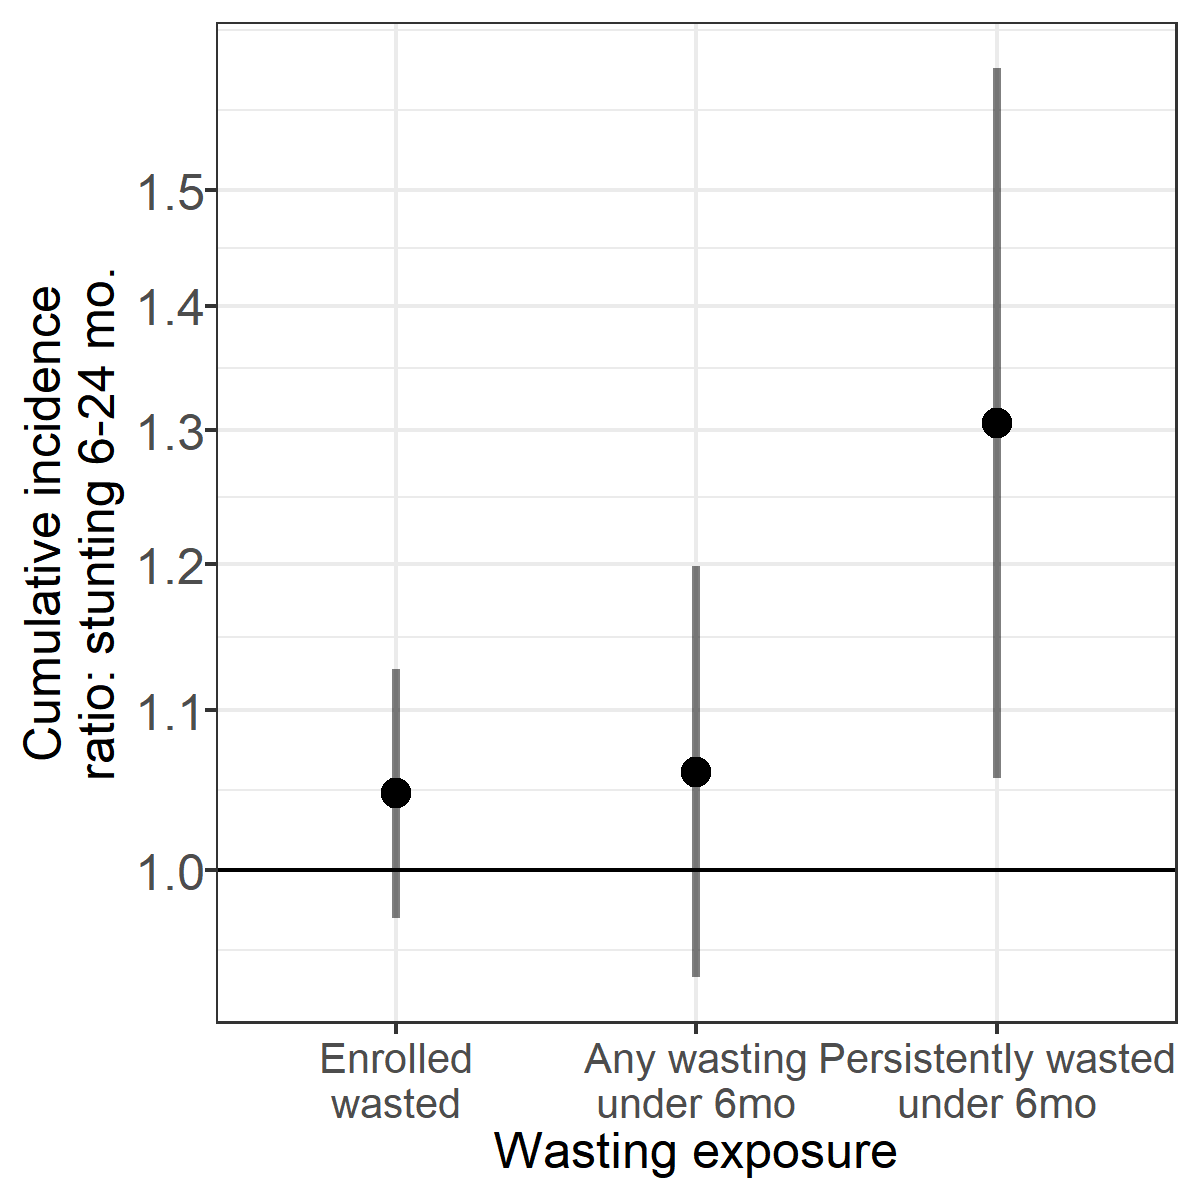 Cumulative incidence
ratio: stunting 6-24 mo.
1.5
1.4
1.3
1.2
1.1
1.0
Enrolled
wasted
Any wasting
under 6mo
Persistently wasted
under 6mo
Wasting exposure